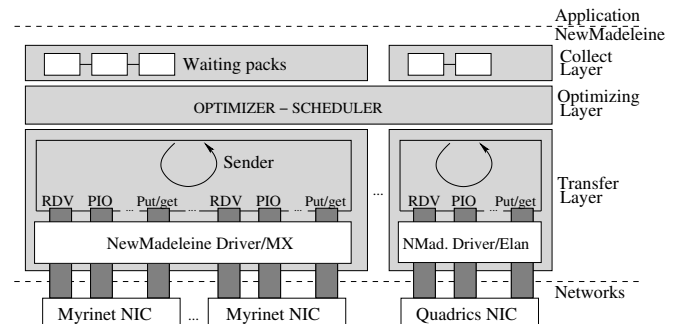 Application
NewMadeleine
Waiting packs
Collect
Layer
OPTIMIZER – SCHEDULER
Optimizing
Layer
Sender
...
Transfer
Layer
RDV PIO ... Put/get ... RDV PIO ... Put/get
RDV PIO ... Put/get
NewMadeleine Driver/MX
NMad. Driver/Elan
Networks
Myrinet NIC ... Myrinet NIC
Quadrics NIC